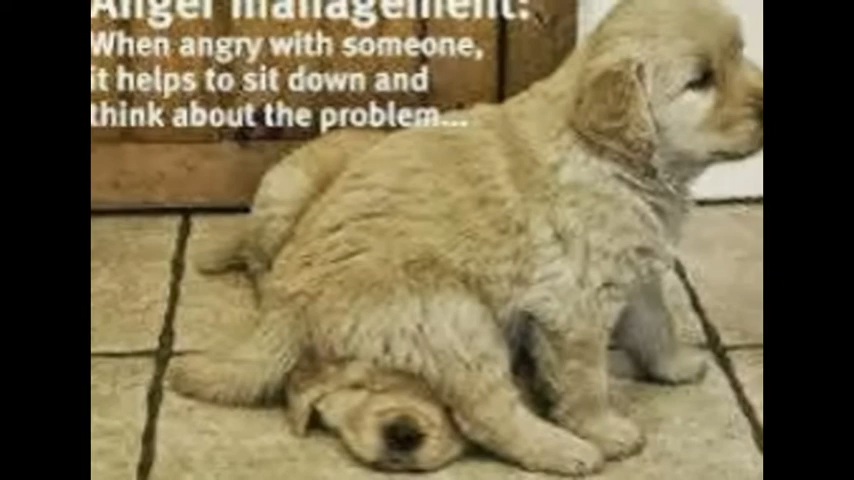 Anger management:
When angry with someone,
it helps to sit down and
think about the problem...